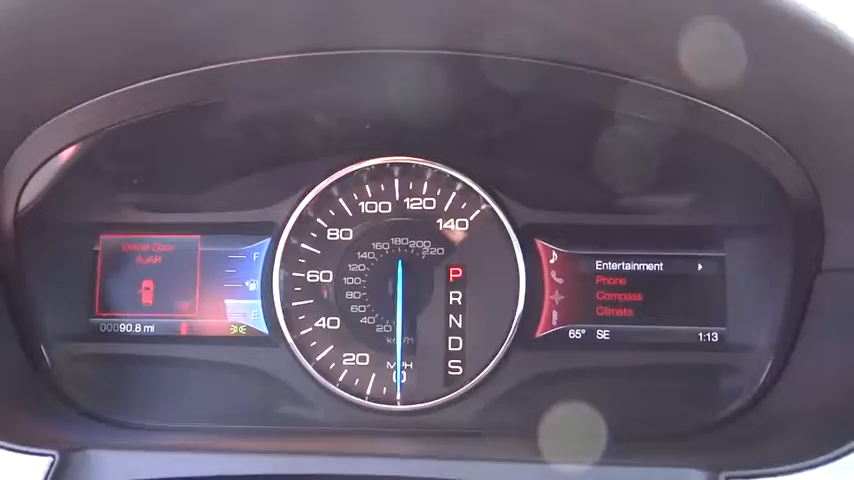 Driver Door
AJAR
00090.8 mi
F
E
0
20
40
60
80
100
120
140
MPH
20
40
60
80
100
120
140
160
180
200
220
km/h
P
R
N
D
S
Entertainment
Phone
Compass
Climate
65° SE
1:13